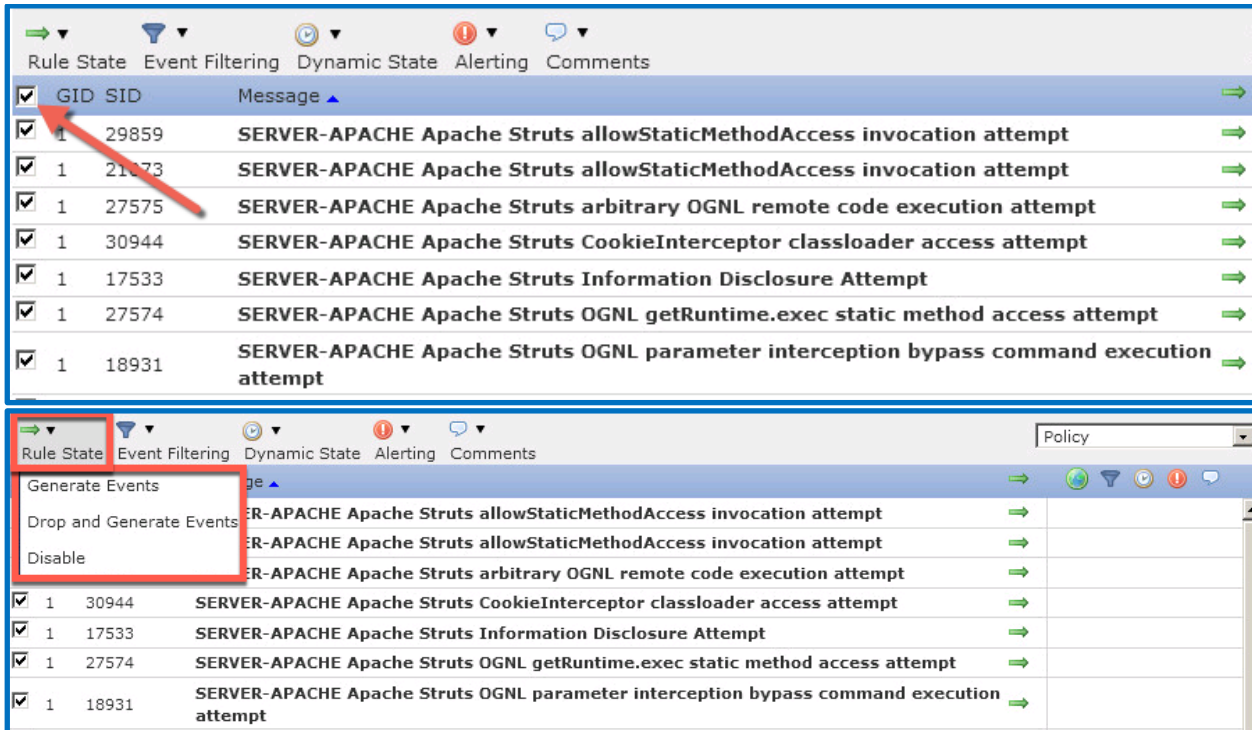 Rule State Event Filtering Dynamic State Alerting Comments
GID SID Message
1 29859 SERVER-APACHE Apache Struts allowStaticMethodAccess invocation attempt
1 21073 SERVER-APACHE Apache Struts allowStaticMethodAccess invocation attempt
1 27575 SERVER-APACHE Apache Struts arbitrary OGNL remote code execution attempt
1 30944 SERVER-APACHE Apache Struts CookieInterceptor classloader access attempt
1 17533 SERVER-APACHE Apache Struts Information Disclosure Attempt
1 27574 SERVER-APACHE Apache Struts OGNL getRuntime.exec static method access attempt
1 18931 SERVER-APACHE Apache Struts OGNL parameter interception bypass command execution
attempt
Rule State Event Filtering Dynamic State Alerting Comments Policy
Generate Events ge
Drop and Generate Events ER-APACHE Apache Struts allowStaticMethodAccess invocation attempt
ER-APACHE Apache Struts allowStaticMethodAccess invocation attempt
Disable ER-APACHE Apache Struts arbitrary OGNL remote code execution attempt
1 30944 SERVER-APACHE Apache Struts CookieInterceptor classloader access attempt
1 17533 SERVER-APACHE Apache Struts Information Disclosure Attempt
1 27574 SERVER-APACHE Apache Struts OGNL getRuntime.exec static method access attempt
1 18931 SERVER-APACHE Apache Struts OGNL parameter interception bypass command execution
attempt